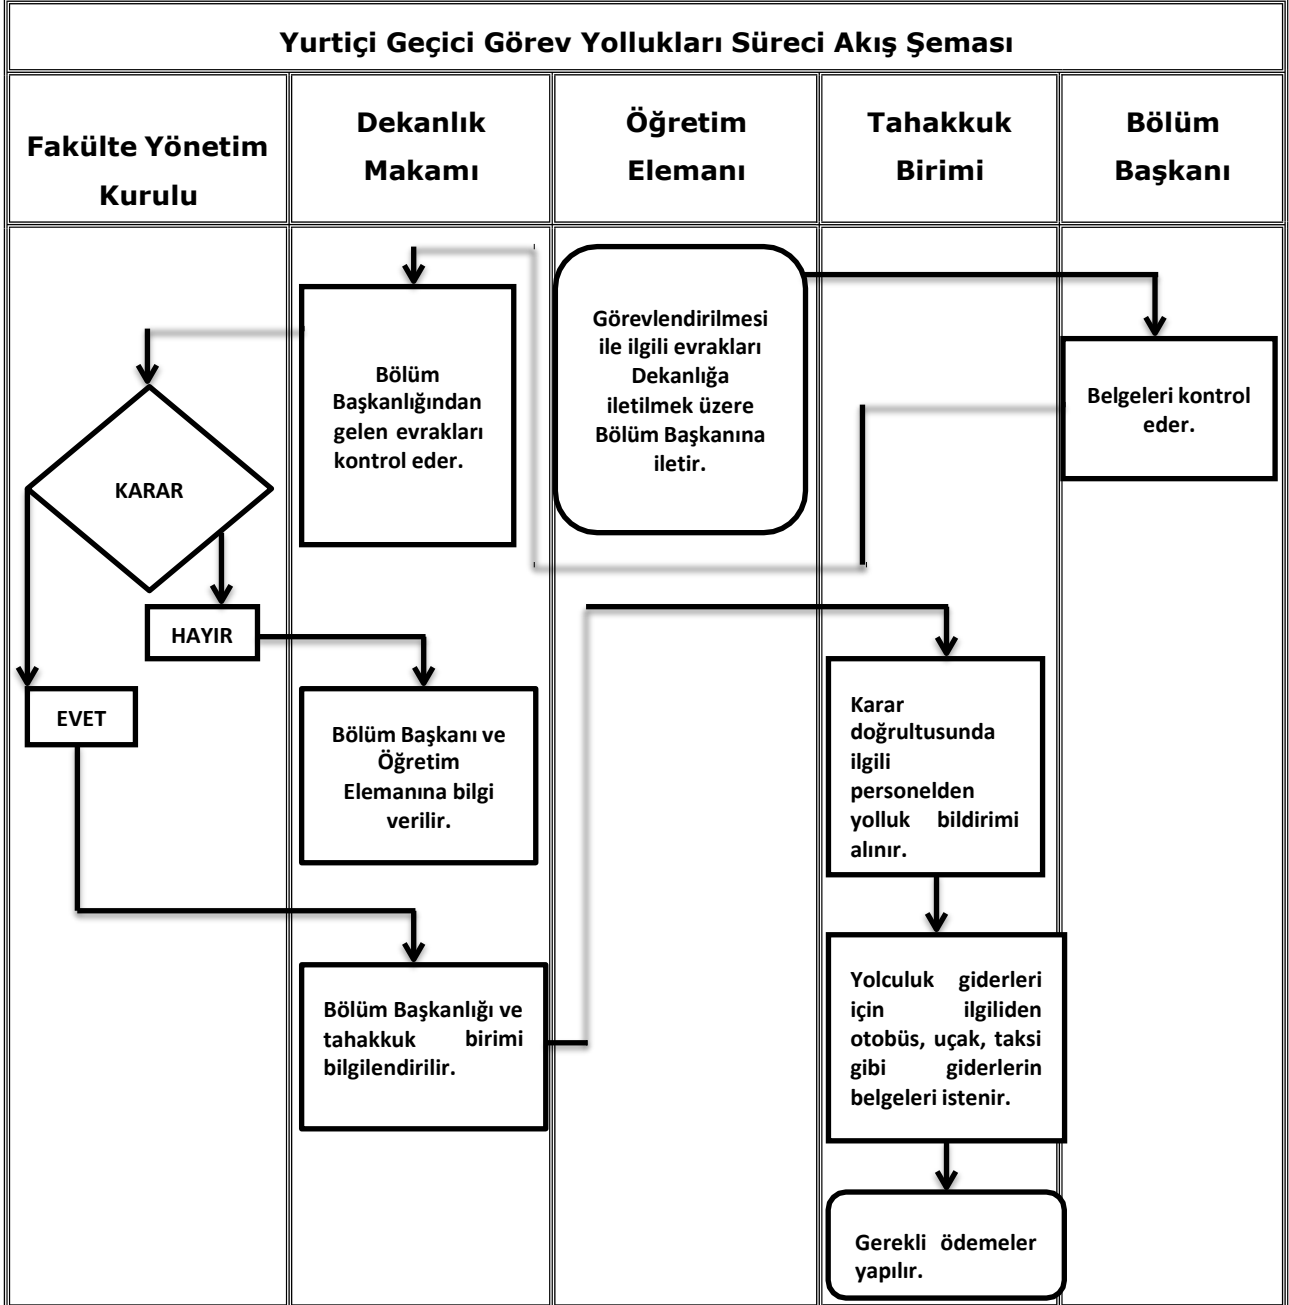 Yurtiçi Geçici Görev Yollukları Süreci Akış Şeması
Fakülte Yönetim
Kurulu
Dekanlık
Makamı
Öğretim
Elemanı
Tahakkuk
Birimi
Bölüm
Başkanı
Görevlendirilmesi
ile ilgili evrakları
Dekanlığa
iletilmek üzere
Bölüm Başkanına
iletir.
Belgeleri kontrol
eder.
Bölüm
Başkanlığından
gelen evrakları
kontrol eder.
KARAR
HAYIR
EVET
Bölüm Başkanı ve
Öğretim
Elemanına bilgi
verilir.
Bölüm Başkanlığı ve
tahakkuk birimi
bilgilendirilir.
Karar
doğrultusunda
ilgili
personelden
yolluk bildirimi
alınır.
Yolculuk giderleri
için ilgiliden
otobüs, uçak, taksi
gibi giderlerin
belgeleri istenir.
Gerekli ödemeler
yapılır.